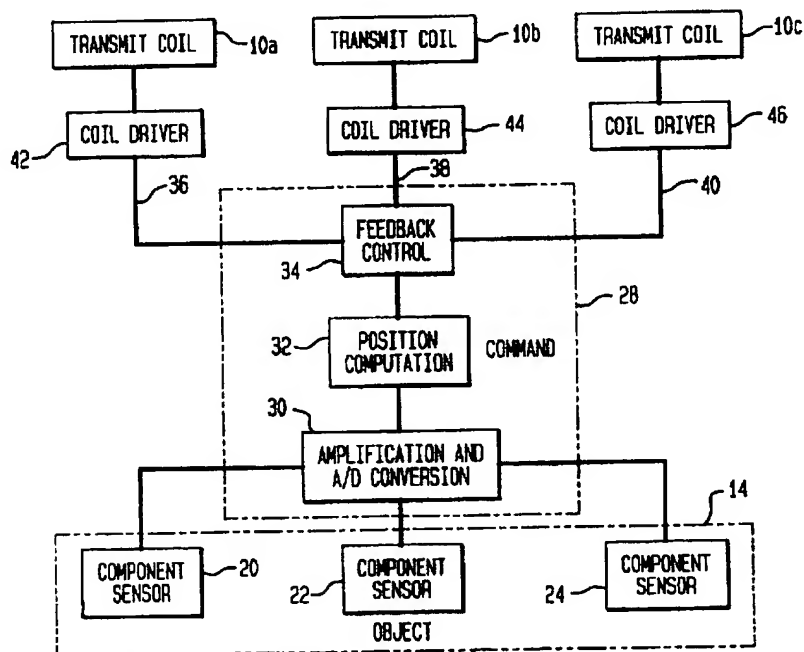 TRANSMIT COIL
10a
TRANSMIT COIL
10b
TRANSMIT COIL
10c
COIL DRIVER
42
COIL DRIVER
44
COIL DRIVER
46
36
38
40
FEEDBACK
CONTROL
34
28
32
POSITION
COMPUTATION
COMMAND
30
AMPLIFICATION AND
A/D CONVERSION
14
COMPONENT
SENSOR
20
22
COMPONENT
SENSOR
24
COMPONENT
SENSOR
OBJECT